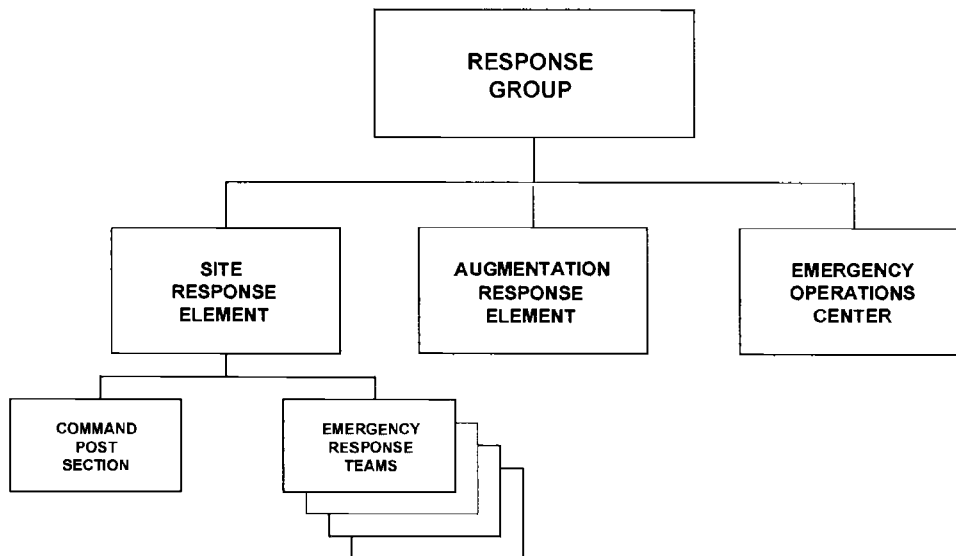 RESPONSE
GROUP
SITE
RESPONSE
ELEMENT
AUGMENTATION
RESPONSE
ELEMENT
EMERGENCY
OPERATIONS
CENTER
COMMAND
POST
SECTION
EMERGENCY
RESPONSE
TEAMS